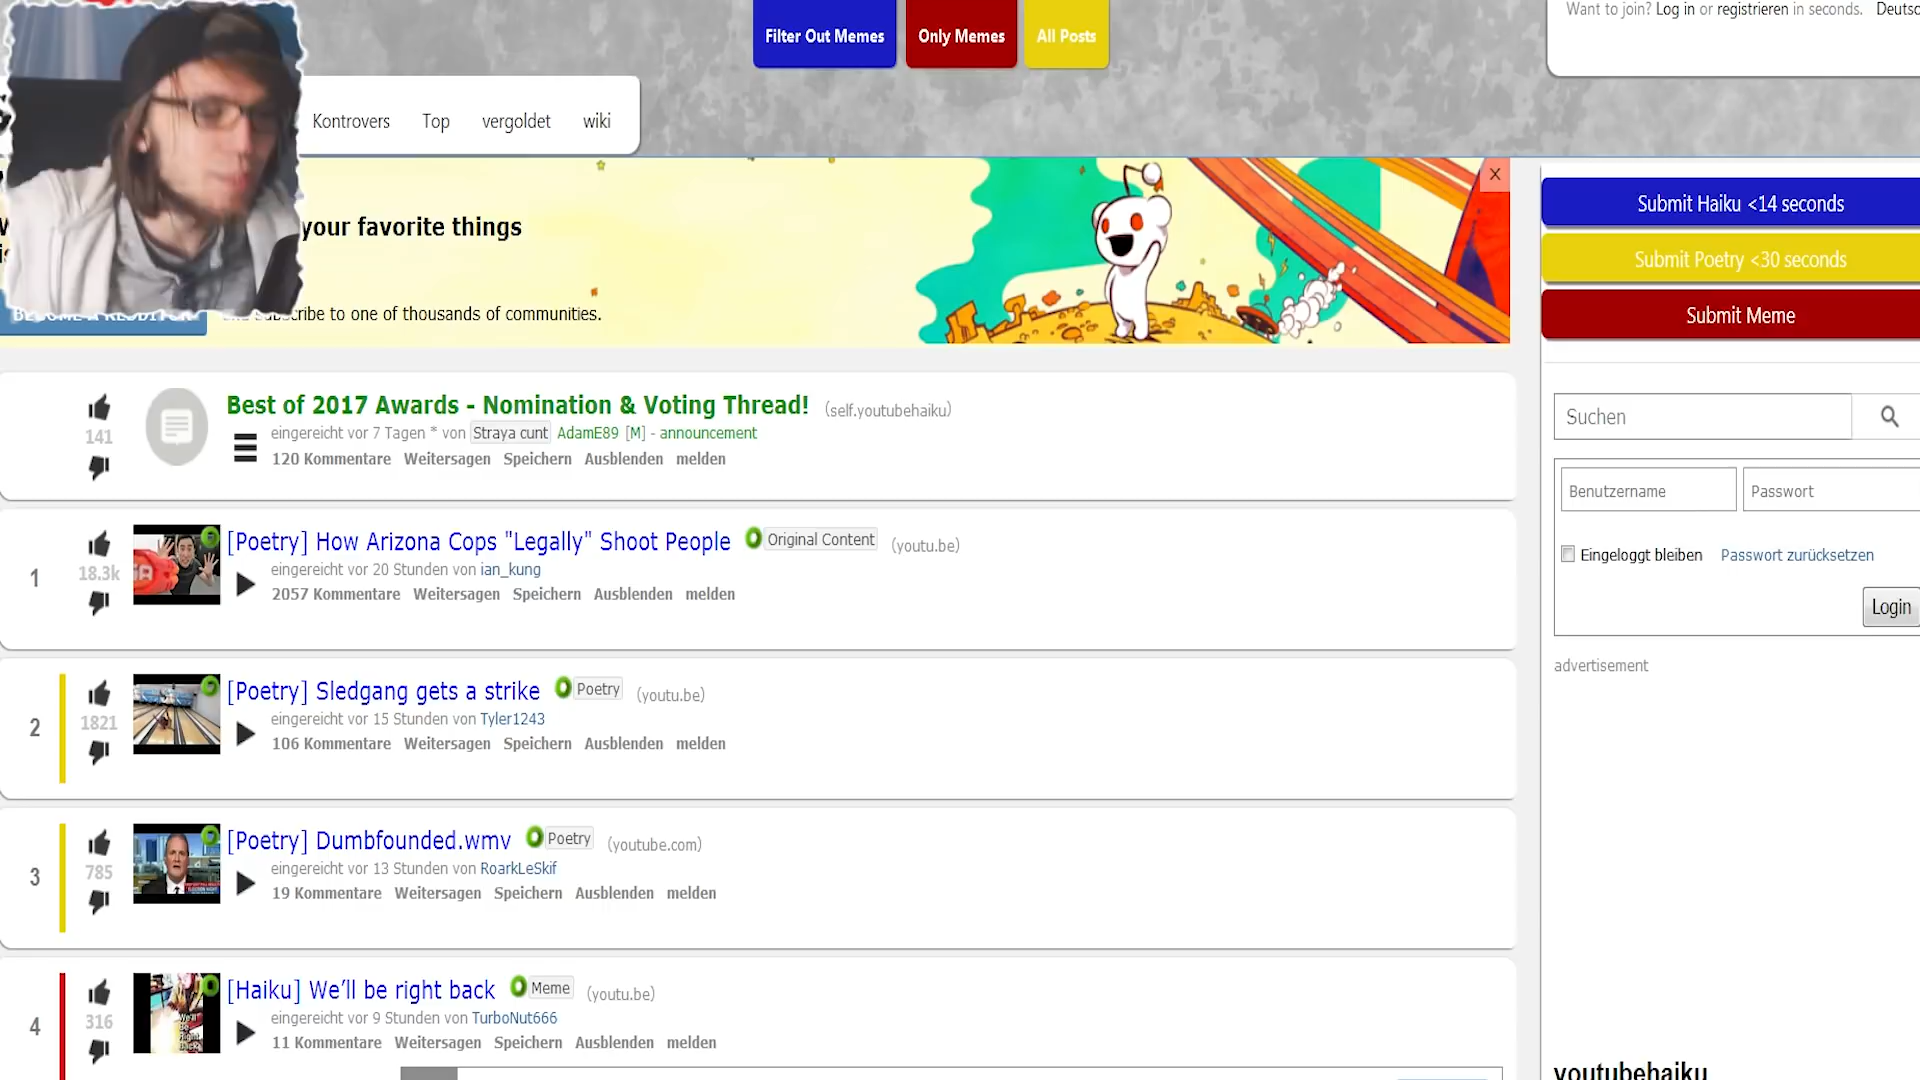 Filter Out Memes
Only Memes
All Posts
Want to join? Log in or registrieren in seconds.
Kontrovers
Top
vergoldet
wiki
your favorite things
to one of thousands of communities.
X
Submit Haiku <14 seconds
Submit Poetry <30 seconds
Submit Meme
Suchen
Benutzername
Passwort
Eingeloggt bleiben
Passwort zurücksetzen
Login
advertisement
youtubehaiku
Best of 2017 Awards - Nomination & Voting Thread! (self.youtubehaiku)
141
eingereicht vor 7 Tagen * von Straya cunt AdamE89 [M] - announcement
120 Kommentare Weitersagen Speichern Ausblenden melden
1
18.3k
[Poetry] How Arizona Cops "Legally" Shoot People Original Content (youtu.be)
eingereicht vor 20 Stunden von ian_kung
2057 Kommentare Weitersagen Speichern Ausblenden melden
2
1821
[Poetry] Sledgang gets a strike Poetry (youtu.be)
eingereicht vor 15 Stunden von Tyler1243
106 Kommentare Weitersagen Speichern Ausblenden melden
3
785
[Poetry] Dumbfounded.wmv Poetry (youtube.com)
eingereicht vor 13 Stunden von RoarkLeSkif
19 Kommentare Weitersagen Speichern Ausblenden melden
4
316
[Haiku] We’ll be right back Meme (youtu.be)
eingereicht vor 9 Stunden von TurboNut666
11 Kommentare Weitersagen Speichern Ausblenden melden